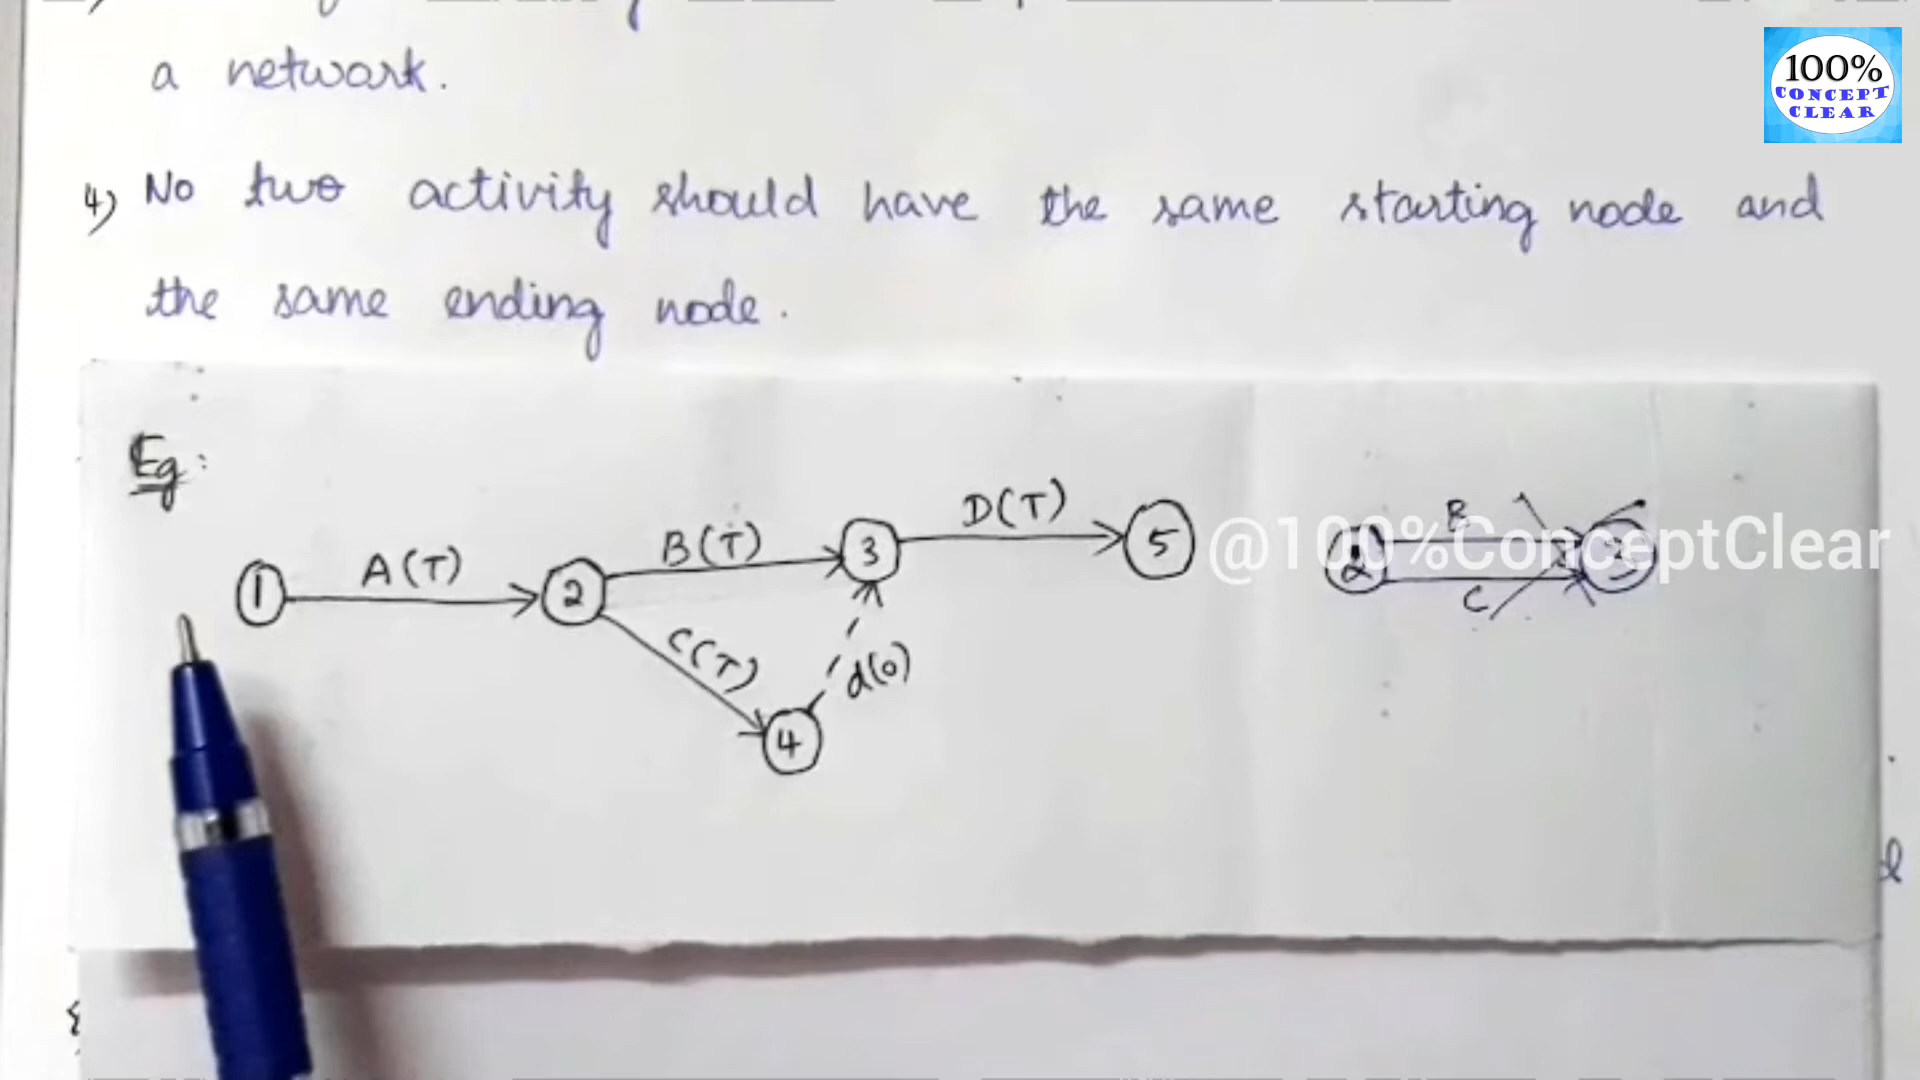 a network.
4) No two activity should have the same starting node and
the same ending node.
Eg:
1 A(T) 2 B(T) 3 D(T) 5
C(T) d(0)
4
2 B
C
@100%ConceptClear
100%
CONCEPT
CLEAR